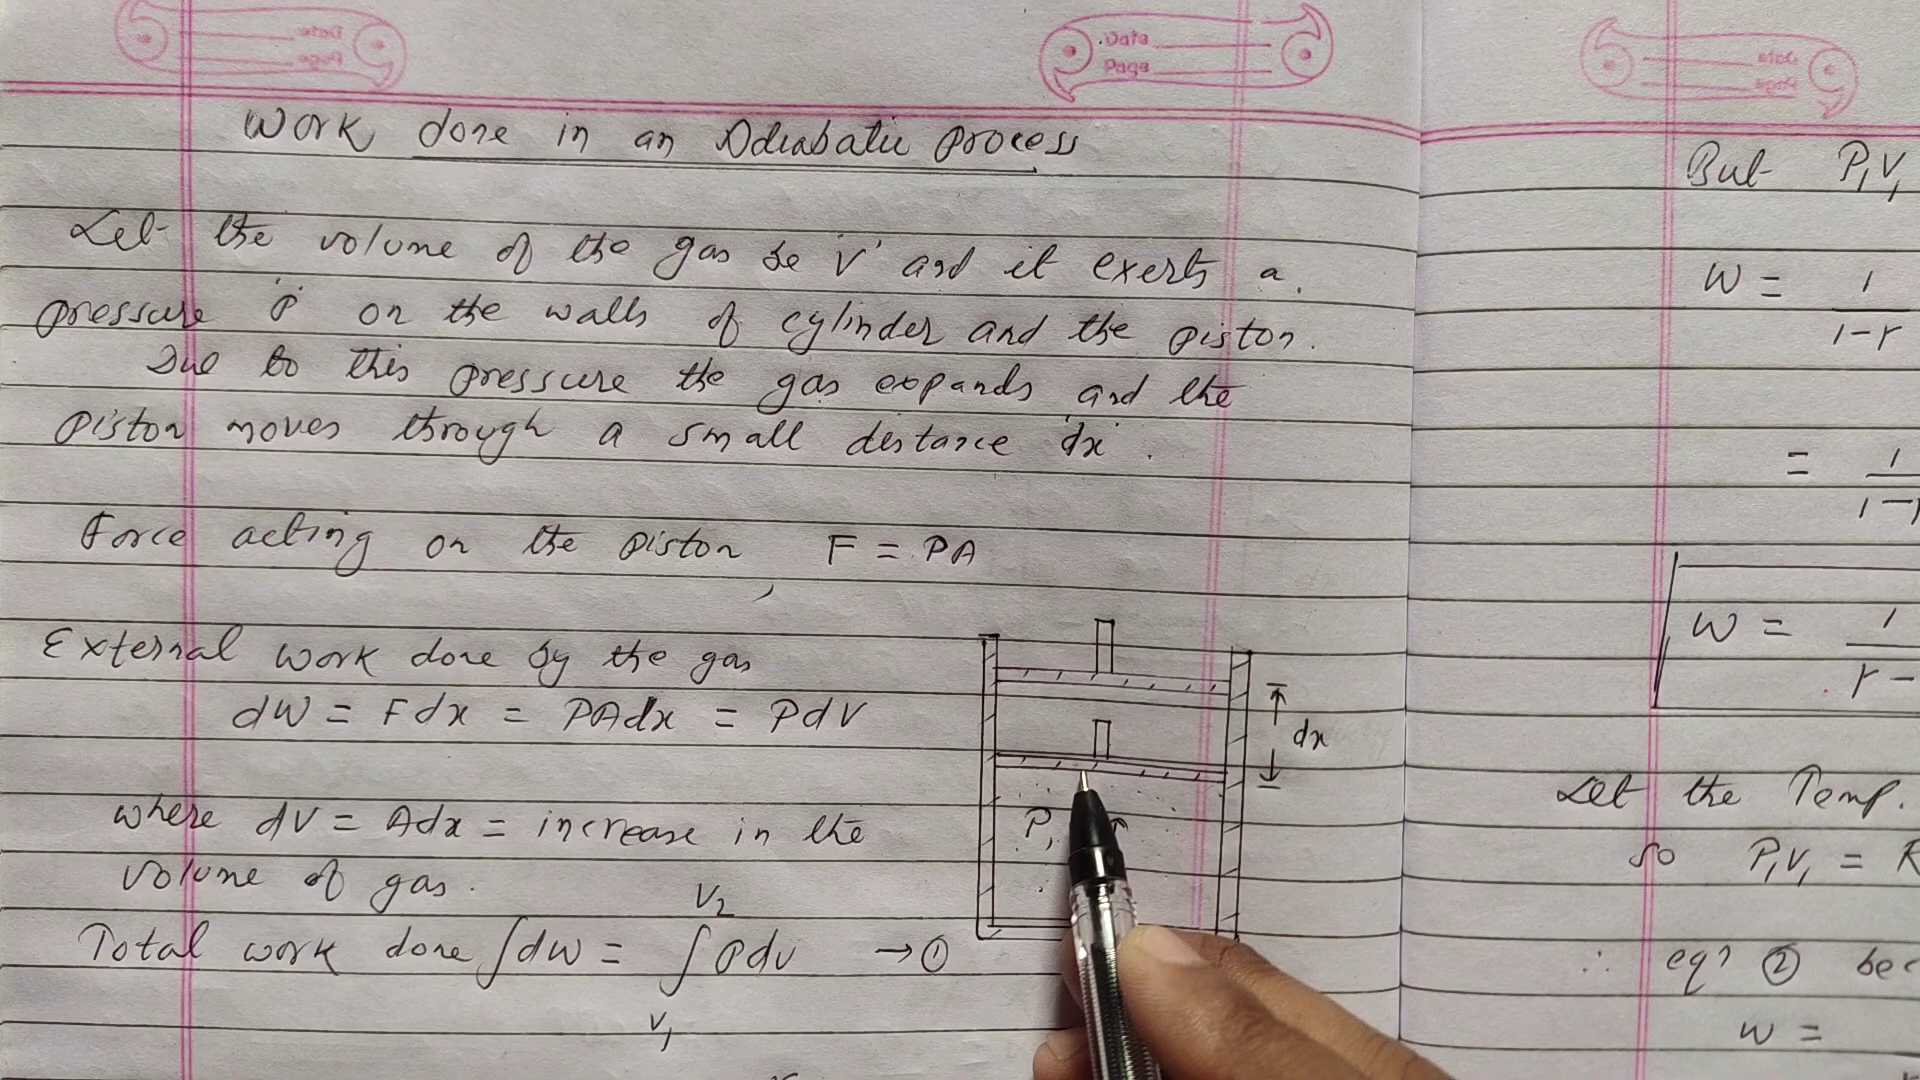 Date
Page
Work done in an Adiabatic process
Let the volume of the gas be 'V' and it exerts a
pressure 'P' on the walls of cylinder and the piston.
Due to this pressure the gas expands and the
piston moves through a small distance 'dx'.
Force acting on the piston F = PA
External work done by the gas
dW = Fdx = PAdx = PdV
dx
where dV = Adx = increase in the
volume of gas.
P,
Total work done ∫dW = ∫ Pdv → ①
V2
V1
But P1V1
W = 1
1-r
= 1
1-
W = 1
r -
Let the Temp.
so P1V1 = R
∴ eqn ② bec
W =